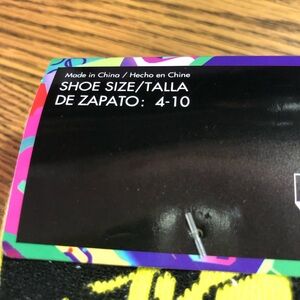 Made in China / Hecho en Chine
SHOE SIZE/TALLA
DE ZAPATO: 4-10